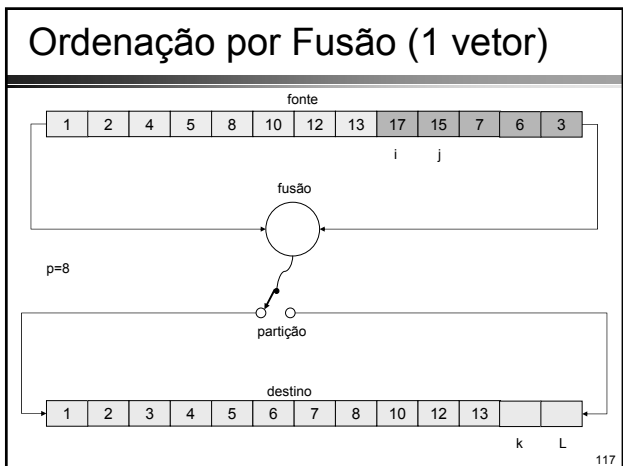 Ordenação por Fusão (1 vetor)
fonte
1 2 4 5 8 10 12 13 17 15 7 6 3
i j
fusão
p=8
partição
destino
1 2 3 4 5 6 7 8 10 12 13
k L
117